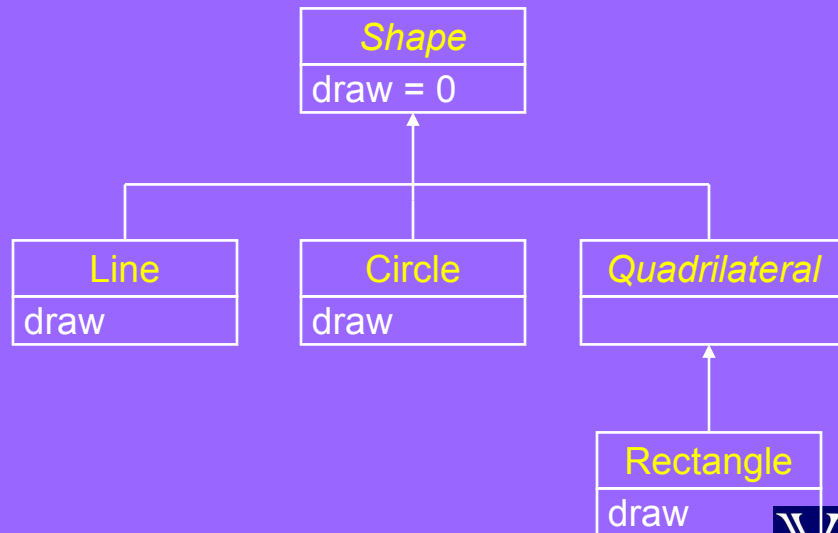 Shape
draw = 0
Line
draw
Circle
draw
Quadrilateral
Rectangle
draw